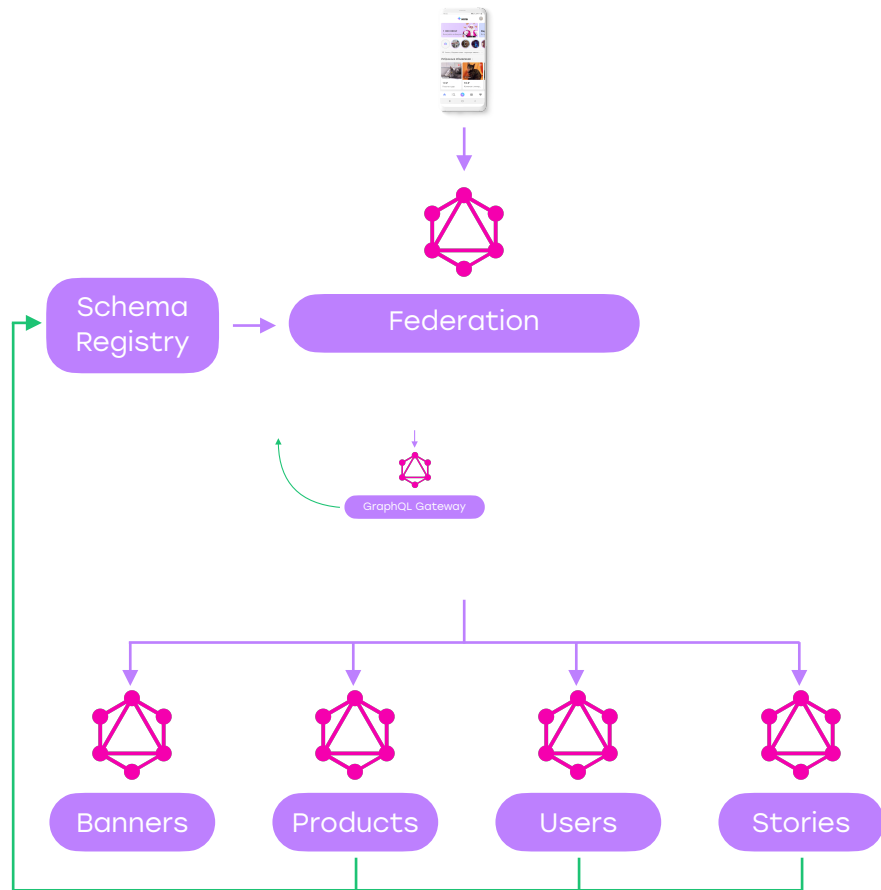 Schema
Registry
Federation
GraphQL Gateway
Banners
Products
Users
Stories